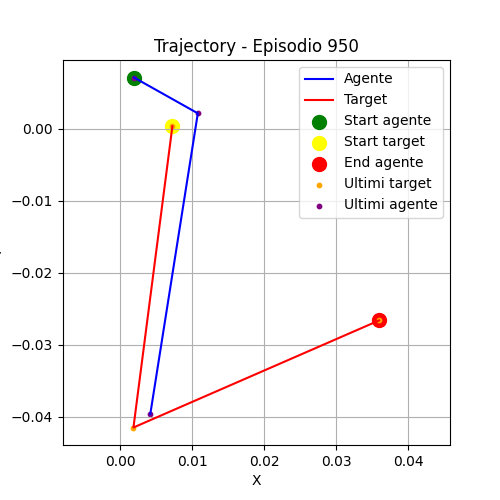 Trajectory - Episodio 950
Agente
Target
Start agente
Start target
End agente
Ultimi target
Ultimi agente
0.00
−0.01
−0.02
−0.03
−0.04
0.00 0.01 0.02 0.03 0.04
X